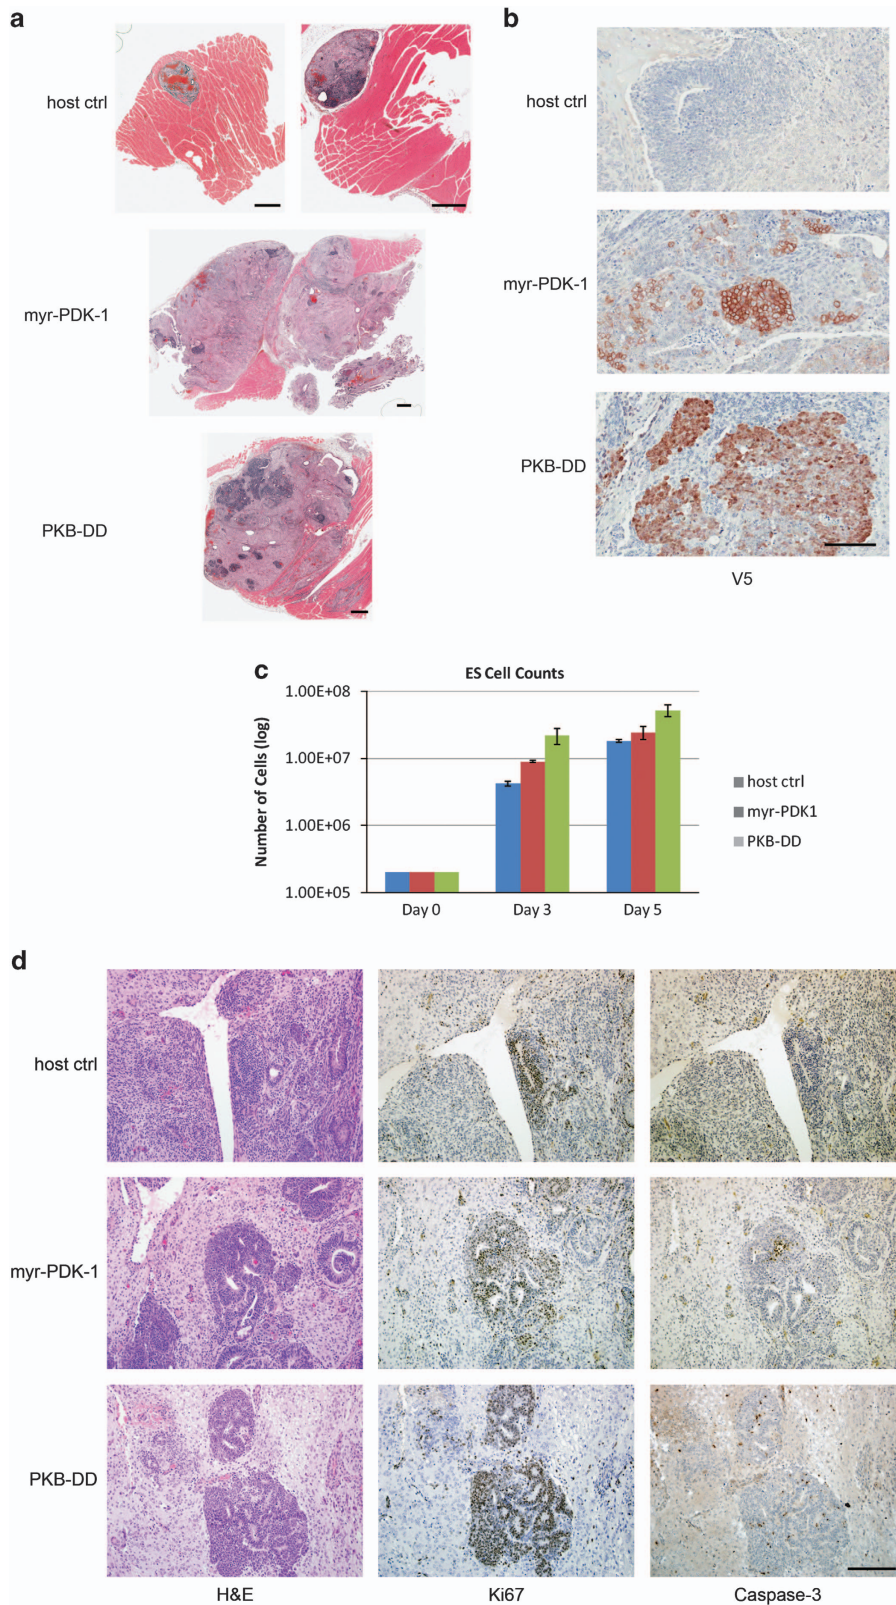 a
host ctrl
myr-PDK-1
PKB-DD
b
host ctrl
myr-PDK-1
PKB-DD
V5
c
ES Cell Counts
Number of Cells (log)
1.00E+08
1.00E+07
1.00E+06
1.00E+05
Day 0 Day 3 Day 5
host ctrl
myr-PDK1
PKB-DD
d
host ctrl
myr-PDK-1
PKB-DD
H&E Ki67 Caspase-3